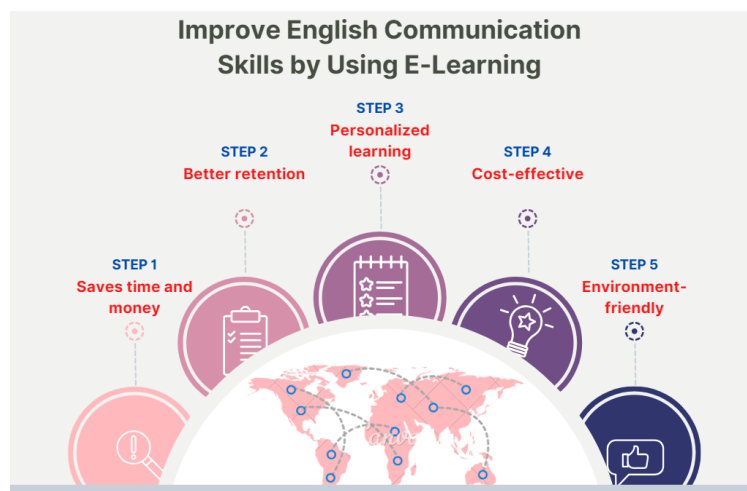 Improve English Communication
Skills by Using E-Learning
STEP 1
Saves time and
money
STEP 2
Better retention
STEP 3
Personalized
learning
STEP 4
Cost-effective
STEP 5
Environment-
friendly